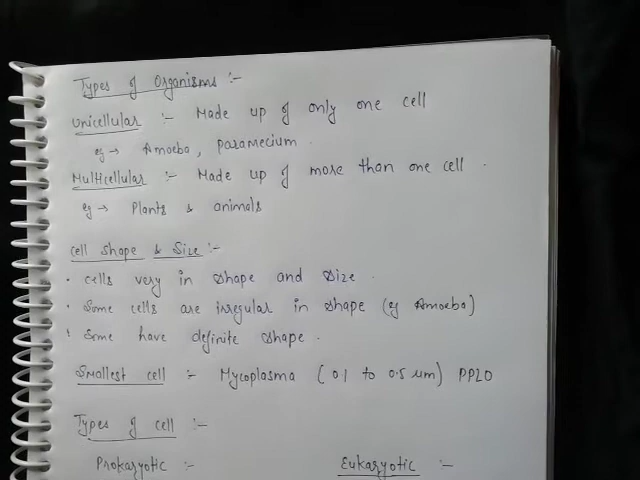 Types of Organisms :-
Unicellular :- Made up of only one cell
eg → Amoeba, paramecium.
Multicellular :- Made up of more than one cell.
eg → Plants & animals
Cell Shape & Size :-
· Cells very in shape and size.
· Some cells are irregular in shape (eg Amoeba)
· Some have definite shape.
Smallest cell :- Mycoplasma (0.1 to 0.5 μm) PPLO
Types of cell :-
Prokaryotic :- Eukaryotic :-